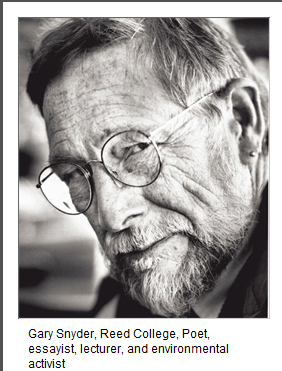 Gary Snyder, Reed College, Poet,
essayist, lecturer, and environmental
activist